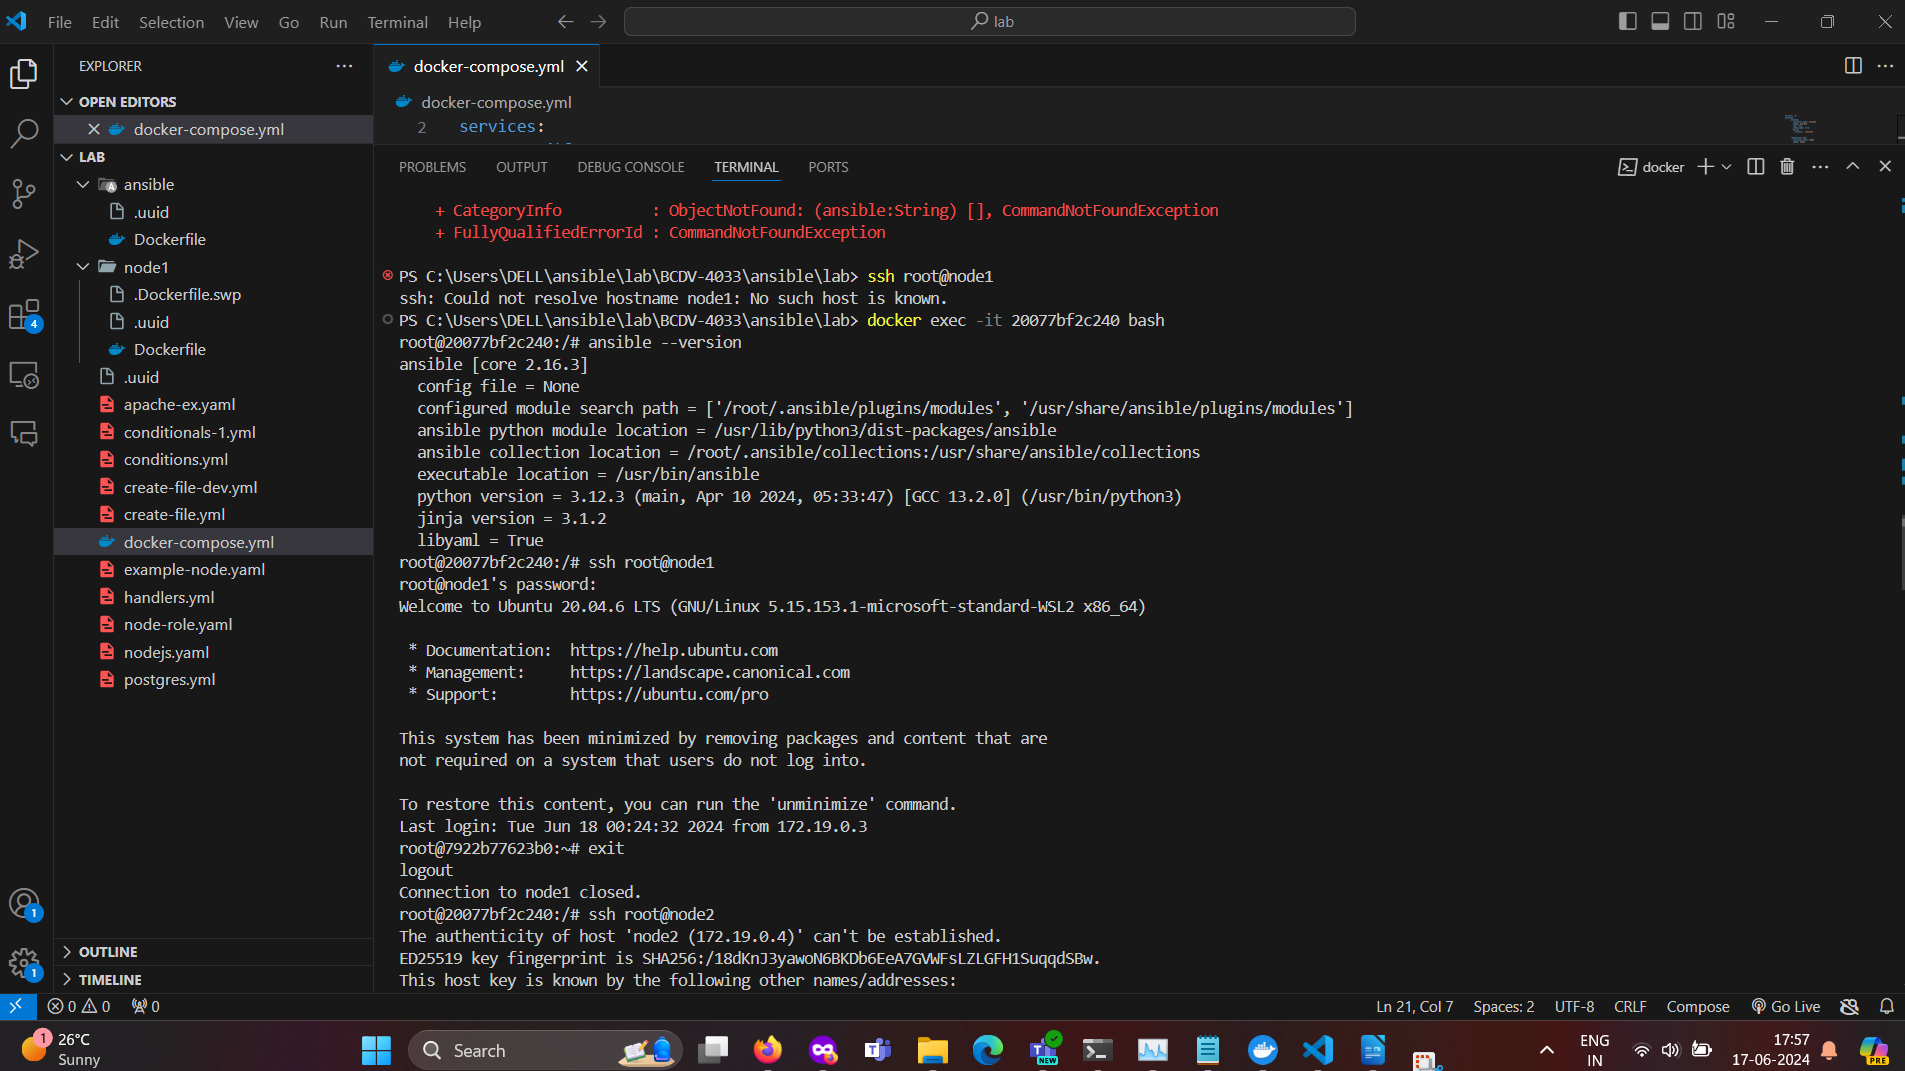 File Edit Selection View Go Run Terminal Help
lab
EXPLORER
OPEN EDITORS
docker-compose.yml
LAB
ansible
.uuid
Dockerfile
node1
.Dockerfile.swp
.uuid
Dockerfile
.uuid
apache-ex.yaml
conditionals-1.yml
conditions.yml
create-file-dev.yml
create-file.yml
docker-compose.yml
example-node.yaml
handlers.yml
node-role.yaml
nodejs.yaml
postgres.yml
OUTLINE
TIMELINE
4
1
1
docker-compose.yml
docker-compose.yml
2 services:
PROBLEMS OUTPUT DEBUG CONSOLE TERMINAL PORTS
docker
+ CategoryInfo : ObjectNotFound: (ansible:String) [], CommandNotFoundException
+ FullyQualifiedErrorId : CommandNotFoundException
PS C:\Users\DELL\ansible\lab\BCDV-4033\ansible\lab> ssh root@node1
ssh: Could not resolve hostname node1: No such host is known.
PS C:\Users\DELL\ansible\lab\BCDV-4033\ansible\lab> docker exec -it 20077bf2c240 bash
root@20077bf2c240:/# ansible --version
ansible [core 2.16.3]
config file = None
configured module search path = ['/root/.ansible/plugins/modules', '/usr/share/ansible/plugins/modules']
ansible python module location = /usr/lib/python3/dist-packages/ansible
ansible collection location = /root/.ansible/collections:/usr/share/ansible/collections
executable location = /usr/bin/ansible
python version = 3.12.3 (main, Apr 10 2024, 05:33:47) [GCC 13.2.0] (/usr/bin/python3)
jinja version = 3.1.2
libyaml = True
root@20077bf2c240:/# ssh root@node1
root@node1's password:
Welcome to Ubuntu 20.04.6 LTS (GNU/Linux 5.15.153.1-microsoft-standard-WSL2 x86_64)
* Documentation: https://help.ubuntu.com
* Management: https://landscape.canonical.com
* Support: https://ubuntu.com/pro
This system has been minimized by removing packages and content that are
not required on a system that users do not log into.
To restore this content, you can run the 'unminimize' command.
Last login: Tue Jun 18 00:24:32 2024 from 172.19.0.3
root@7922b77623b0:~# exit
logout
Connection to node1 closed.
root@20077bf2c240:/# ssh root@node2
The authenticity of host 'node2 (172.19.0.4)' can't be established.
ED25519 key fingerprint is SHA256:/18dKnJ3yawoN6BKDb6EeA7GVWFsLZLGFH1SuqqdSBw.
This host key is known by the following other names/addresses:
0 0 0
Ln 21, Col 7 Spaces: 2 UTF-8 CRLF Compose Go Live
1
26°C
Sunny
Search
NEW
ENG
IN
17:57
17-06-2024
PRE